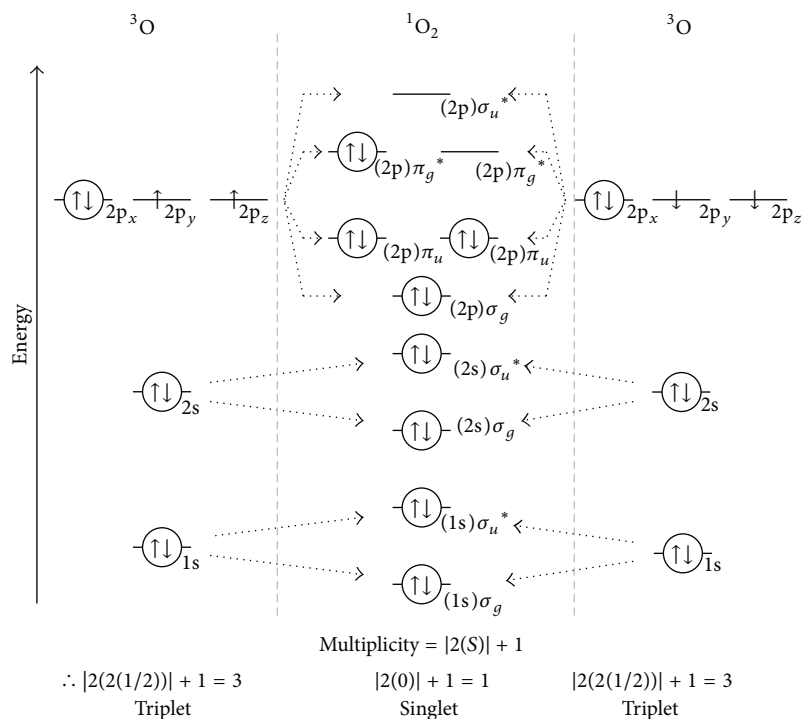 ³O ¹O₂ ³O
(2p)σᵤ*
↑↓ (2p)π_g* (2p)π_g*
↑↓ 2pₓ ↑ 2p_y ↑ 2p_z ↑↓ 2pₓ ↓ 2p_y ↓ 2p_z
↑↓ (2p)πᵤ ↑↓ (2p)πᵤ
↑↓ (2p)σ_g
Energy
↑↓ (2s)σᵤ*
↑↓ 2s ↑↓ 2s
↑↓ (2s)σ_g
↑↓ (1s)σᵤ*
↑↓ 1s ↑↓ 1s
↑↓ (1s)σ_g
Multiplicity = |2(S)| + 1
∴ |2(2(1/2))| + 1 = 3 |2(0)| + 1 = 1 |2(2(1/2))| + 1 = 3
Triplet Singlet Triplet